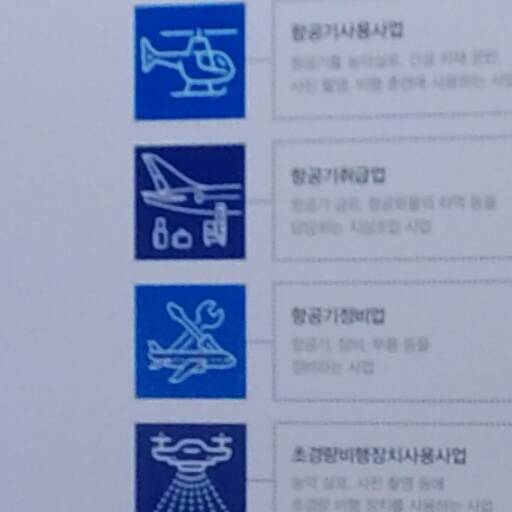 항공기사용사업
항공기를 농약살포, 건설 자재 운반,
사진 촬영, 비행 훈련에 사용하는 사업
항공기취급업
항공기 급유, 항공화물의 하역 등을
담당하는 지상조업 사업
항공기정비업
항공기, 장비, 부품 등을
정비하는 사업
초경량비행장치사용사업
농약 살포, 사진 촬영 등에
초경량 비행 장치를 사용하는 사업